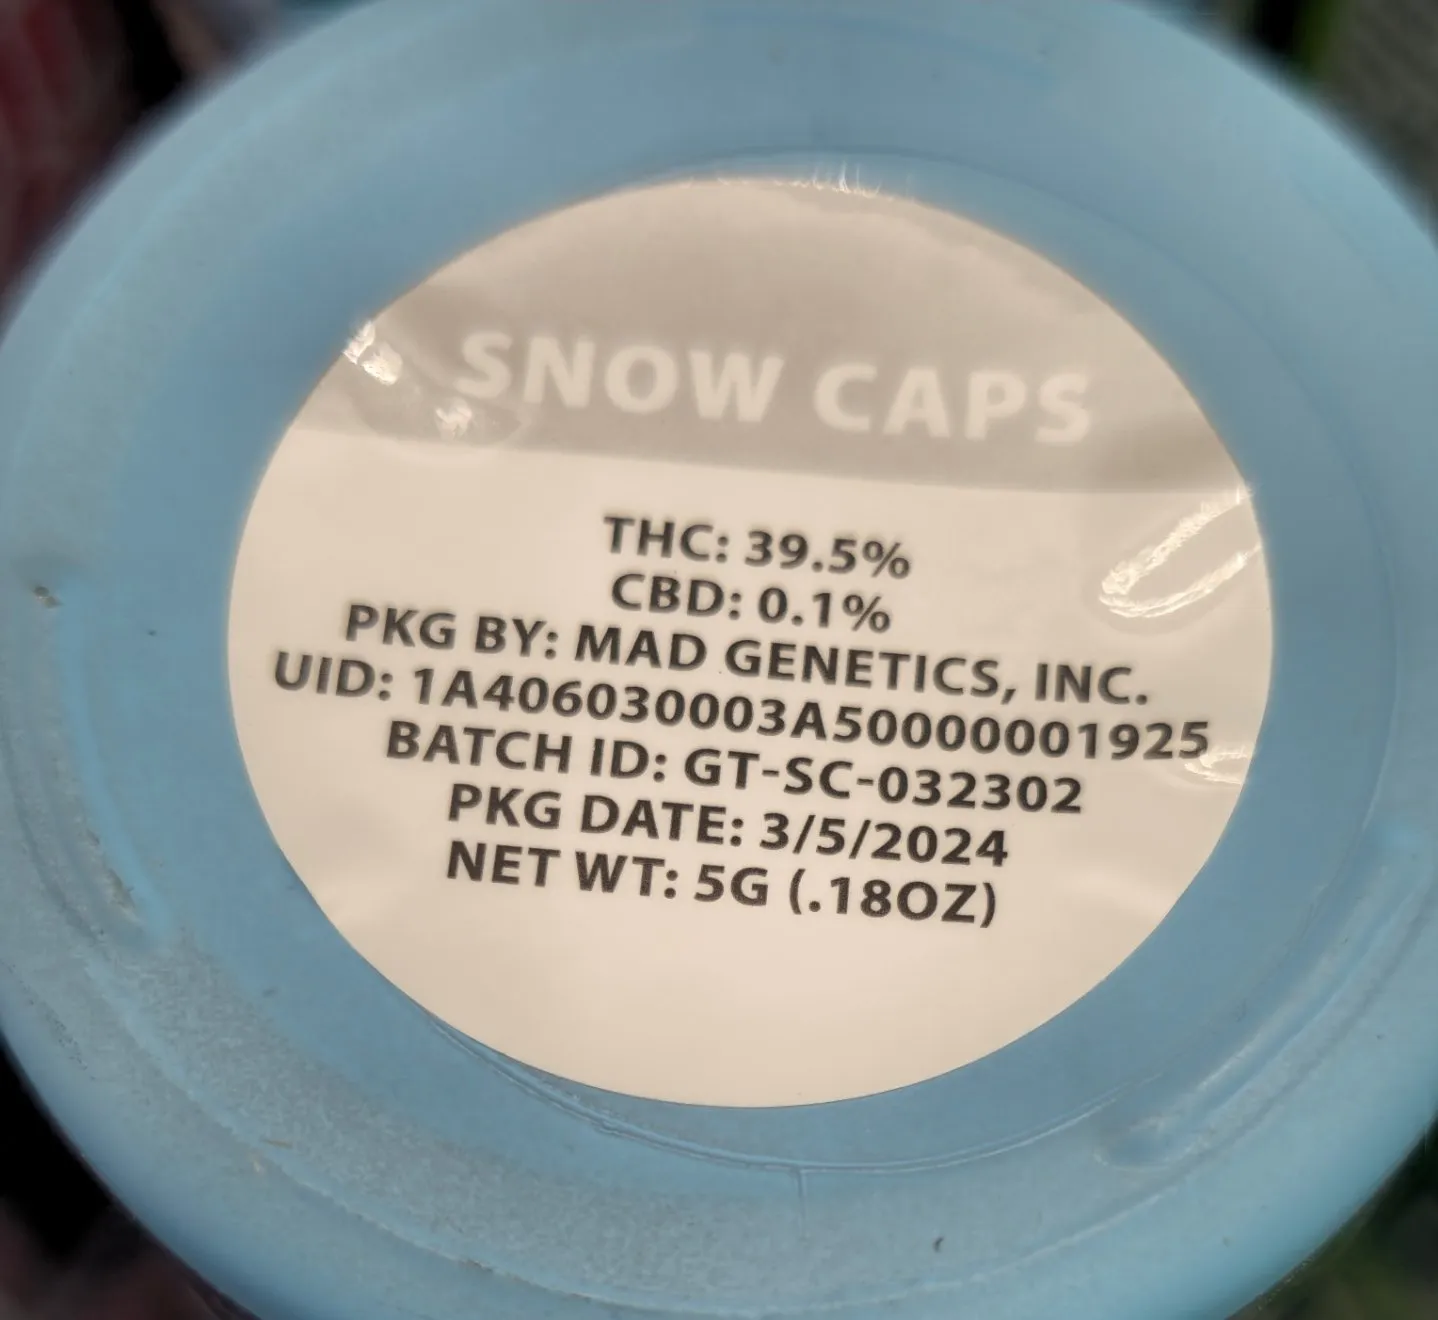 SNOW CAPS
THC: 39.5%
CBD: 0.1%
PKG BY: MAD GENETICS, INC.
UID: 1A406030003A50000001925
BATCH ID: GT-SC-032302
PKG DATE: 3/5/2024
NET WT: 5G (.18OZ)